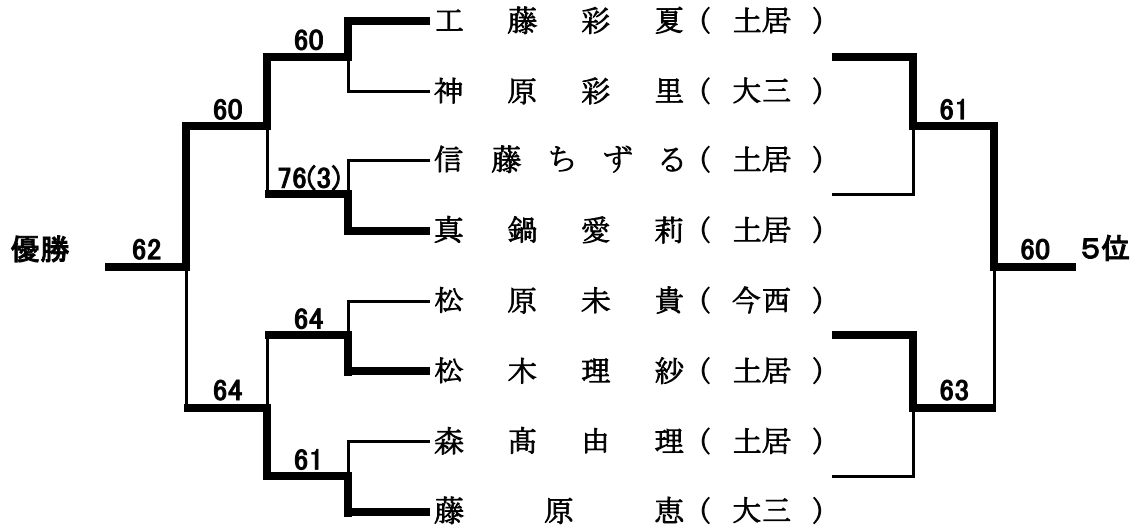 工藤彩夏(土居)
60
神原彩里(大三)
60
61
信藤ちずる(土居)
76(3)
真鍋愛莉(土居)
優勝
62
60
5位
松原未貴(今西)
64
松木理紗(土居)
64
63
森髙由理(土居)
61
藤原恵(大三)